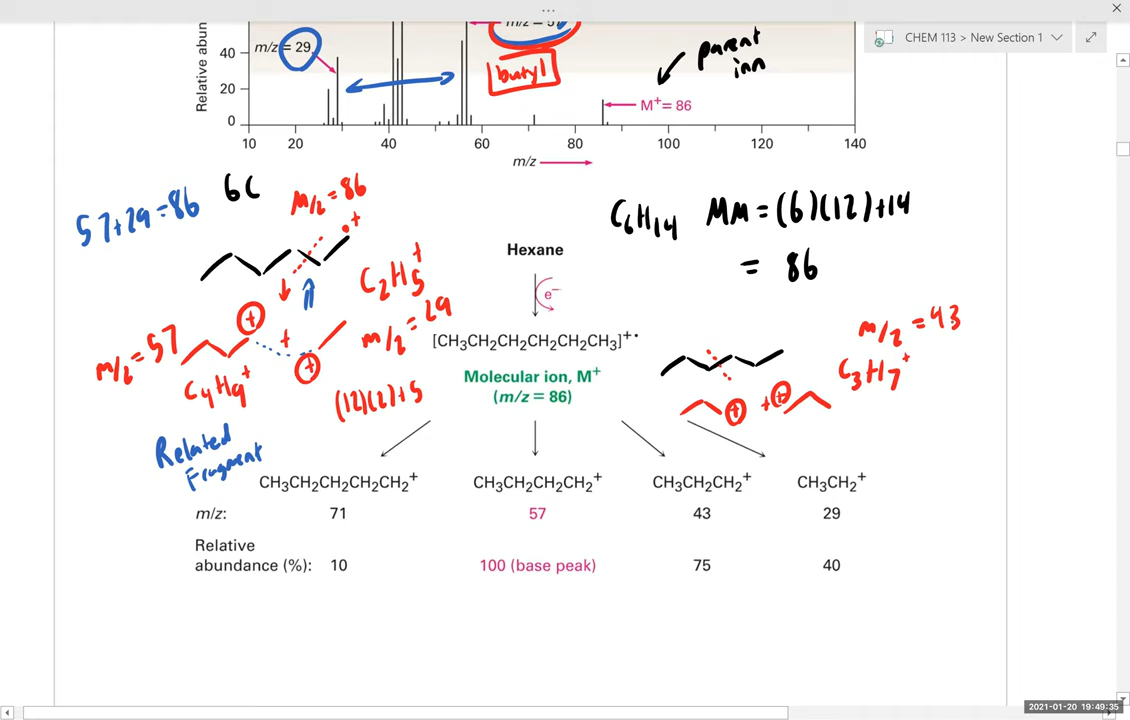 CHEM 113 > New Section 1
Relative abun
40
20
0
m/z = 29
m/z = 57
butyl
parent
ion
M+= 86
10 20 40 60 80 100 120 140
m/z
57+29=86
6C
m/z = 86
C6H14 MM = (6)(12)+14
= 86
Hexane
e−
[CH3CH2CH2CH2CH2CH3]+•
Molecular ion, M+
(m/z = 86)
C2H5+
m/z = 29
m/z = 57
+
+
+
C4H9+
(12)(2)+5
m/z = 43
C3H7+
+ + +
Related
Fragment
CH3CH2CH2CH2CH2+ CH3CH2CH2CH2+ CH3CH2CH2+ CH3CH2+
m/z: 71 57 43 29
Relative
abundance (%): 10 100 (base peak) 75 40
2021-01-20 19:49:35